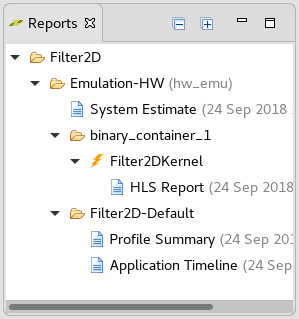 Reports
Filter2D
Emulation-HW (hw_emu)
System Estimate (24 Sep 2018
binary_container_1
Filter2DKernel
HLS Report (24 Sep 2018
Filter2D-Default
Profile Summary (24 Sep 201
Application Timeline (24 Sep